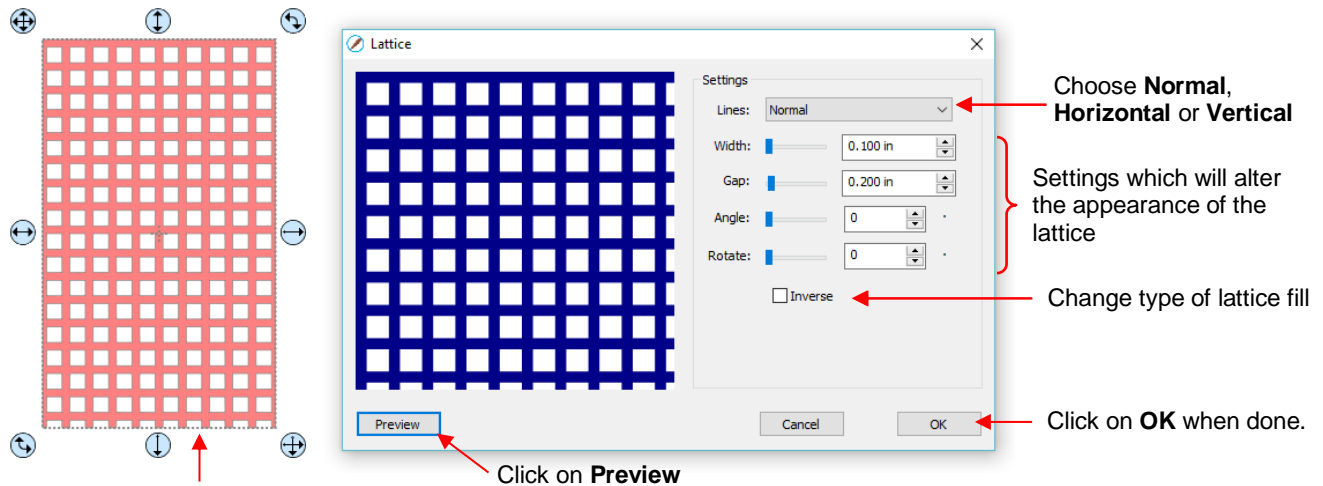 Lattice
Settings
Lines: Normal
Width: 0.100 in
Gap: 0.200 in
Angle: 0 °
Rotate: 0 °
Inverse
Preview
Cancel
OK
Choose Normal,
Horizontal or Vertical
Settings which will alter
the appearance of the
lattice
Change type of lattice fill
Click on OK when done.
Click on Preview